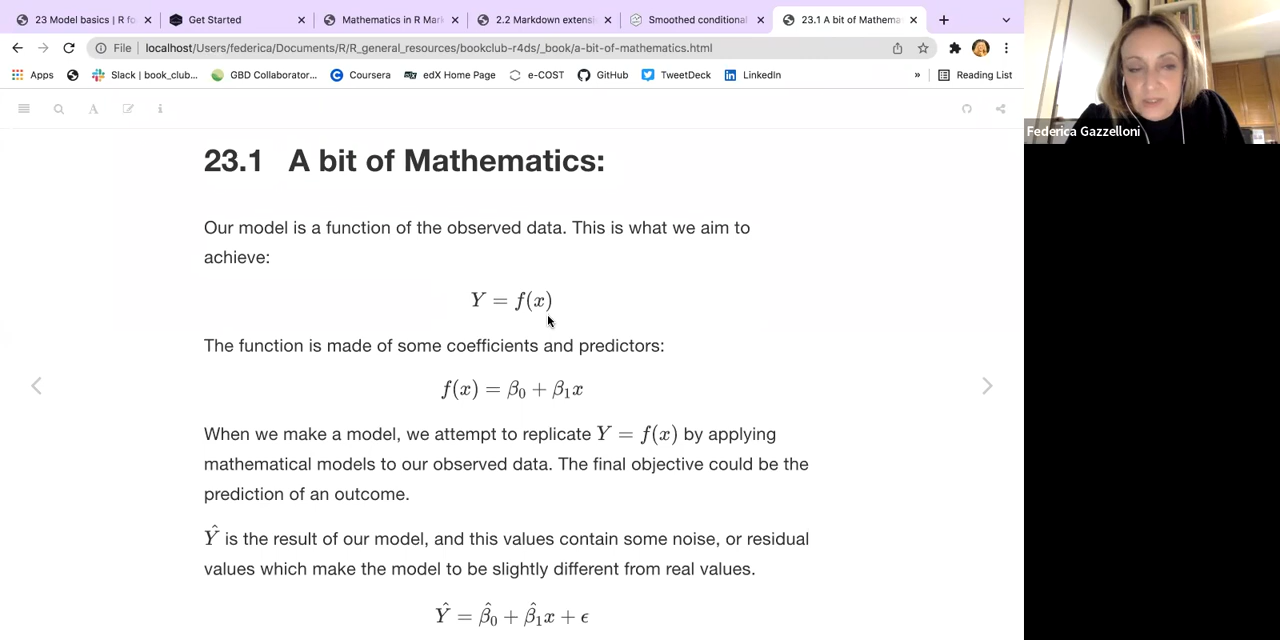 23 Model basics | R fo
Get Started
Mathematics in R Mar
2.2 Markdown extensi
Smoothed conditional
23.1 A bit of Mathema
File
localhost/Users/federica/Documents/R/R_general_resources/bookclub-r4ds/_book/a-bit-of-mathematics.html
Apps
Slack | book_club...
GBD Collaborator...
Coursera
edX Home Page
e-COST
GitHub
TweetDeck
LinkedIn
»
Reading List
Federica Gazzelloni
23.1 A bit of Mathematics:
Our model is a function of the observed data. This is what we aim to
achieve:
Y = f(x)
The function is made of some coefficients and predictors:
f(x) = β₀ + β₁x
When we make a model, we attempt to replicate Y = f(x) by applying
mathematical models to our observed data. The final objective could be the
prediction of an outcome.
Ŷ is the result of our model, and this values contain some noise, or residual
values which make the model to be slightly different from real values.
Ŷ = β̂₀ + β̂₁x + ϵ